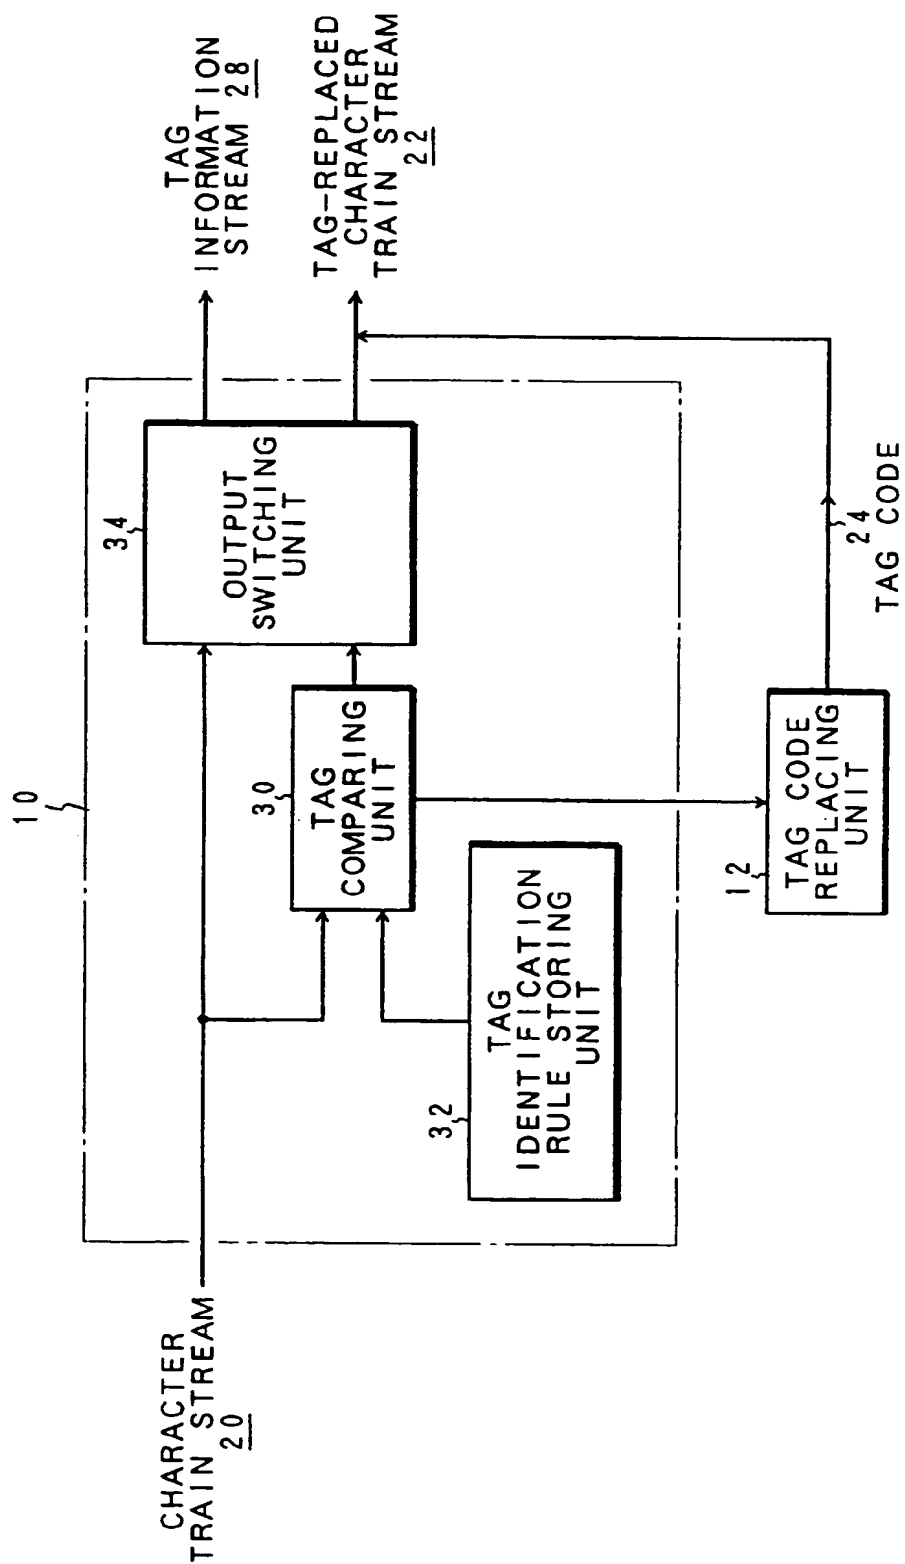 10
CHARACTER
TRAIN STREAM
20
34
OUTPUT
SWITCHING
UNIT
TAG
INFORMATION
STREAM 28
TAG-REPLACED
CHARACTER
TRAIN STREAM
22
30
TAG
COMPARING
UNIT
32
TAG
IDENTIFICATION
RULE STORING
UNIT
12
TAG CODE
REPLACING
UNIT
24
TAG CODE